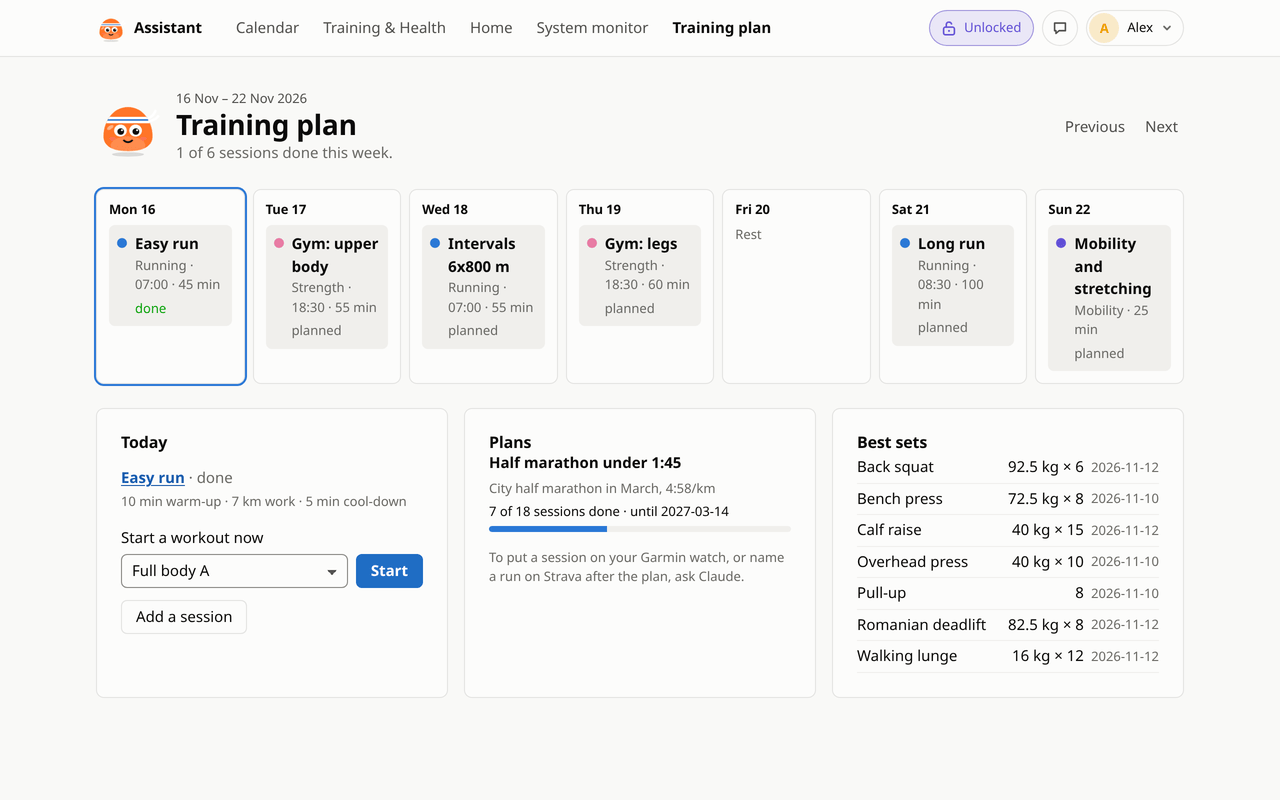 Assistant
Calendar
Training & Health
Home
System monitor
Training plan
Unlocked
A
Alex
16 Nov – 22 Nov 2026
Training plan
1 of 6 sessions done this week.
Previous
Next
Mon 16
Easy run
Running ·
07:00 · 45 min
done
Tue 17
Gym: upper
body
Strength ·
18:30 · 55 min
planned
Wed 18
Intervals
6x800 m
Running ·
07:00 · 55 min
planned
Thu 19
Gym: legs
Strength ·
18:30 · 60 min
planned
Fri 20
Rest
Sat 21
Long run
Running ·
08:30 · 100
min
planned
Sun 22
Mobility
and
stretching
Mobility · 25
min
planned
Today
Easy run · done
10 min warm-up · 7 km work · 5 min cool-down
Start a workout now
Full body A
Start
Add a session
Plans
Half marathon under 1:45
City half marathon in March, 4:58/km
7 of 18 sessions done · until 2027-03-14
To put a session on your Garmin watch, or name
a run on Strava after the plan, ask Claude.
Best sets
Back squat 92.5 kg × 6 2026-11-12
Bench press 72.5 kg × 8 2026-11-10
Calf raise 40 kg × 15 2026-11-12
Overhead press 40 kg × 10 2026-11-10
Pull-up 8 2026-11-10
Romanian deadlift 82.5 kg × 8 2026-11-12
Walking lunge 16 kg × 12 2026-11-12